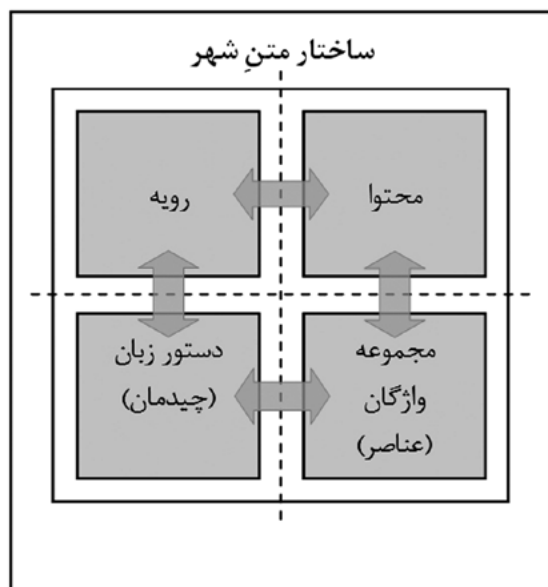 ساختار متنِ شهر
محتوا
رویه
مجموعه
واژگان
(عناصر)
دستور زبان
(چیدمان)